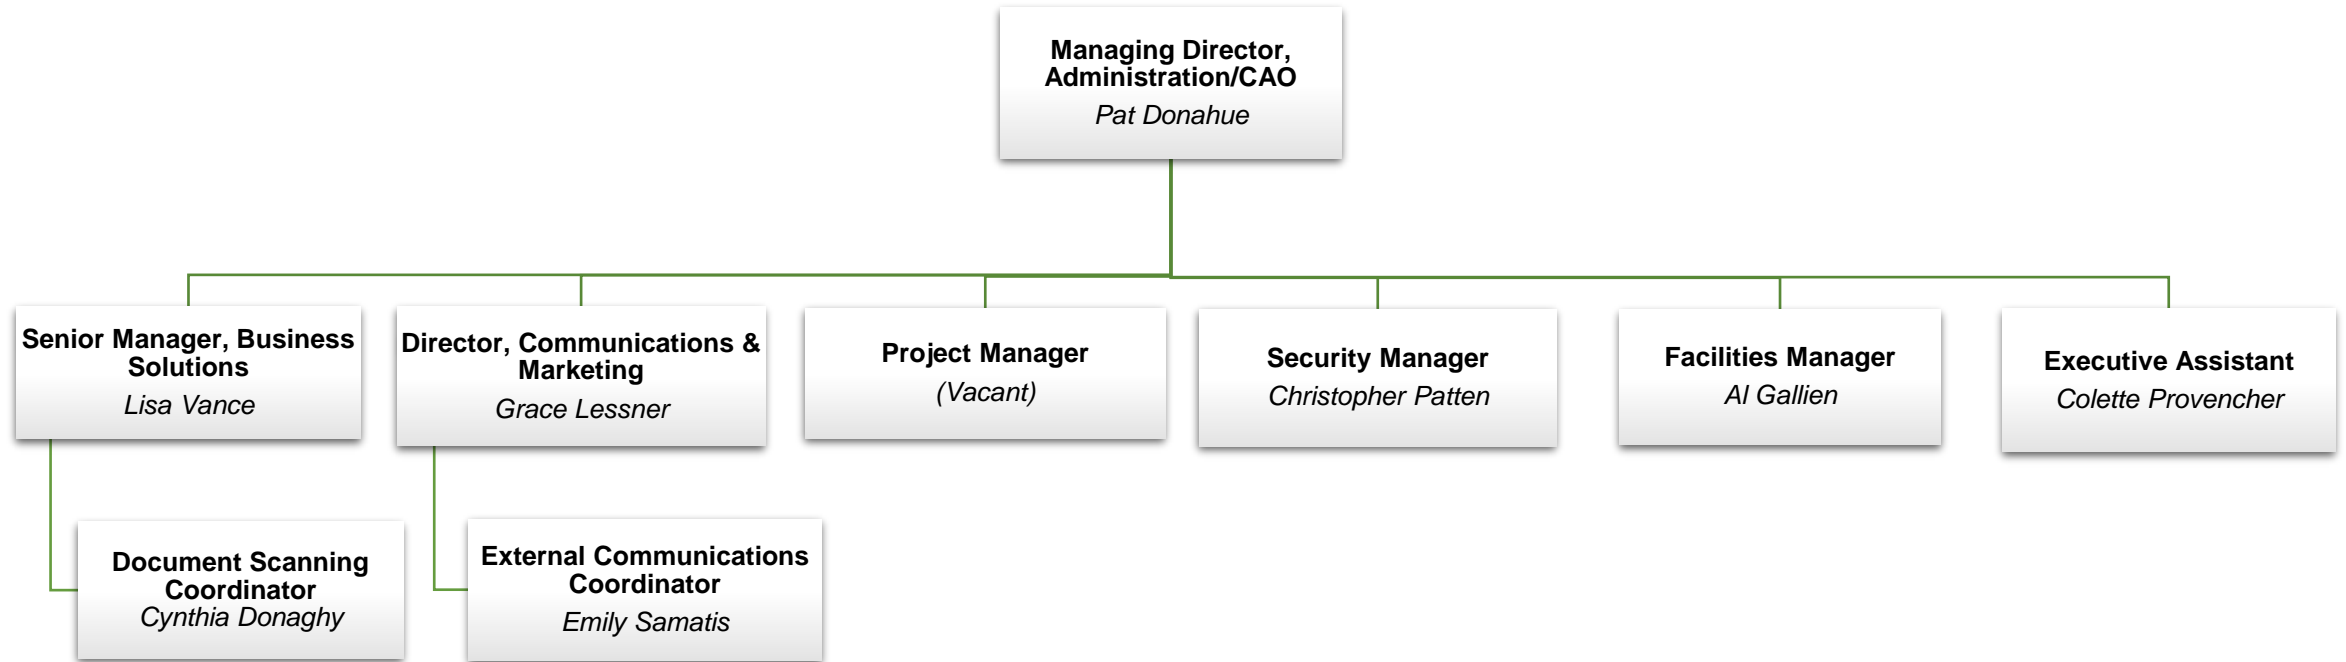 Managing Director,
Administration/CAO
Pat Donahue
Senior Manager, Business
Solutions
Lisa Vance
Director, Communications &
Marketing
Grace Lessner
Project Manager
(Vacant)
Security Manager
Christopher Patten
Facilities Manager
Al Gallien
Executive Assistant
Colette Provencher
Document Scanning
Coordinator
Cynthia Donaghy
External Communications
Coordinator
Emily Samatis